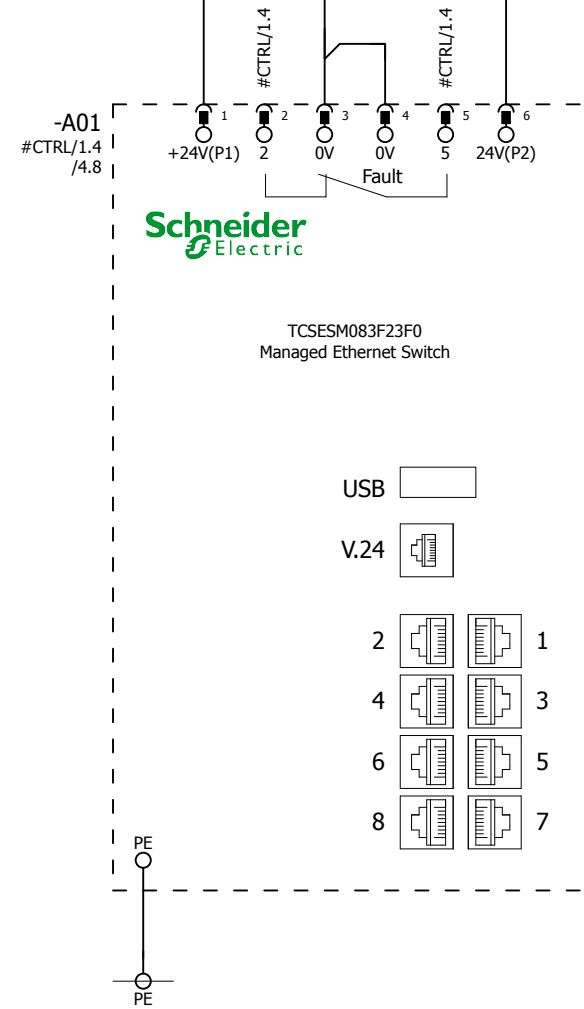 #CTRL/1.4
#CTRL/1.4
-A01
#CTRL/1.4
/4.8
1 2 3 4 5 6
+24V(P1) 2 0V 0V 5 24V(P2)
Fault
Schneider
Electric
TCSESM083F23F0
Managed Ethernet Switch
USB
V.24
2 1
4 3
6 5
8 7
PE
PE